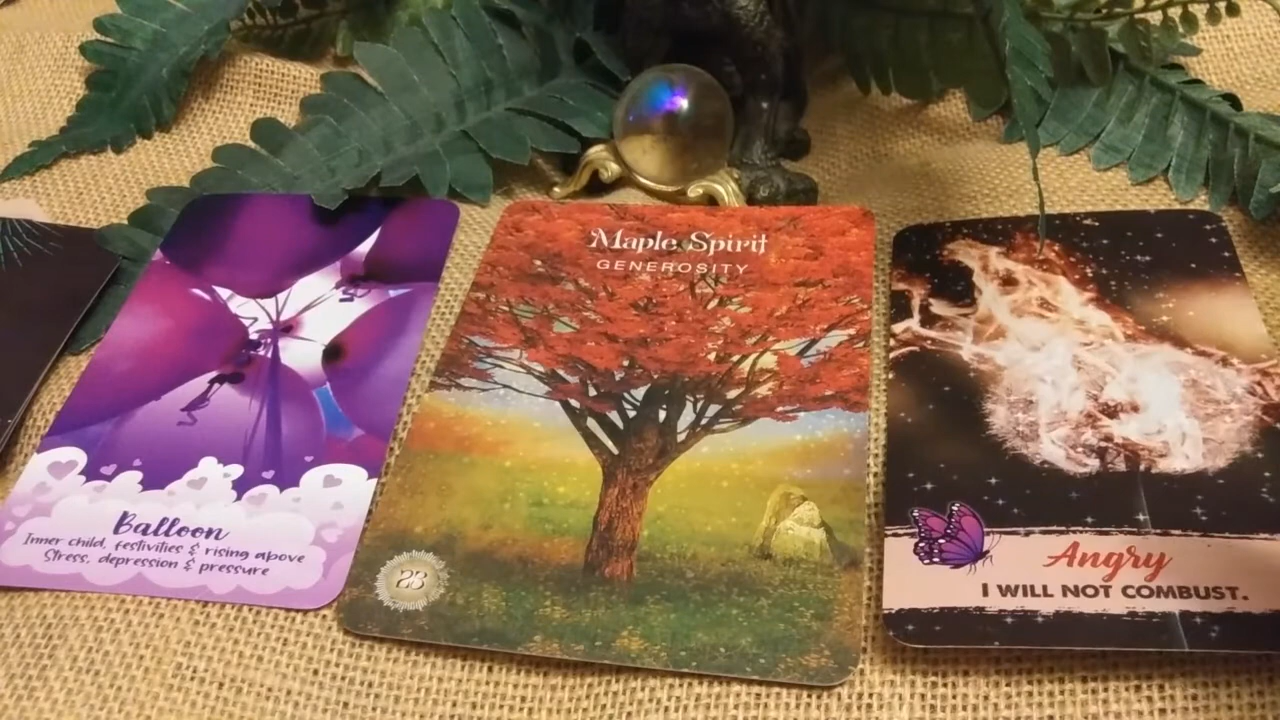 Balloon
Inner child, festivities & rising above
Stress, depression & pressure
Maple Spirit
GENEROSITY
23
Angry
I WILL NOT COMBUST.